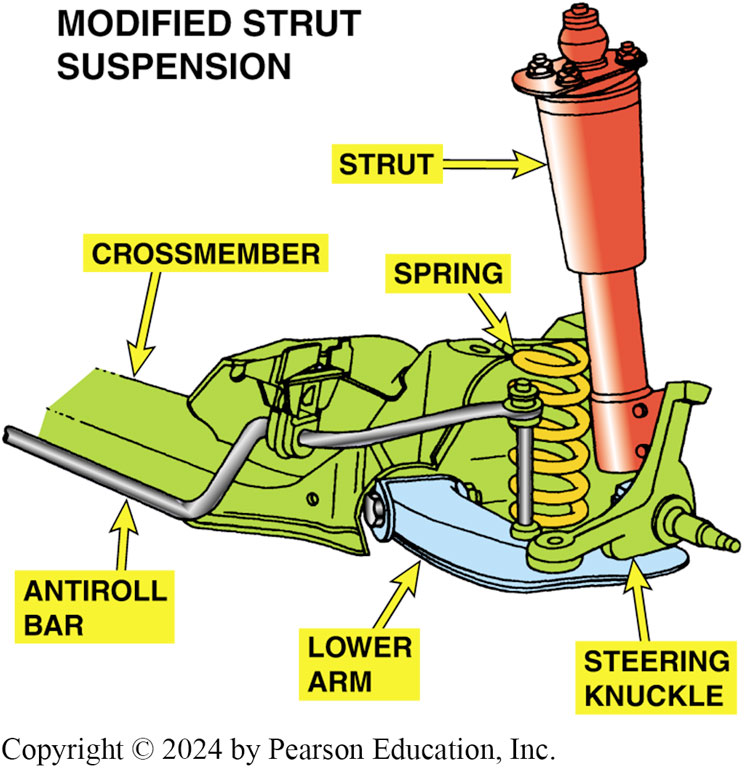 MODIFIED STRUT
SUSPENSION
STRUT
CROSSMEMBER
SPRING
ANTIROLL
BAR
LOWER
ARM
STEERING
KNUCKLE
Copyright © 2024 by Pearson Education, Inc.